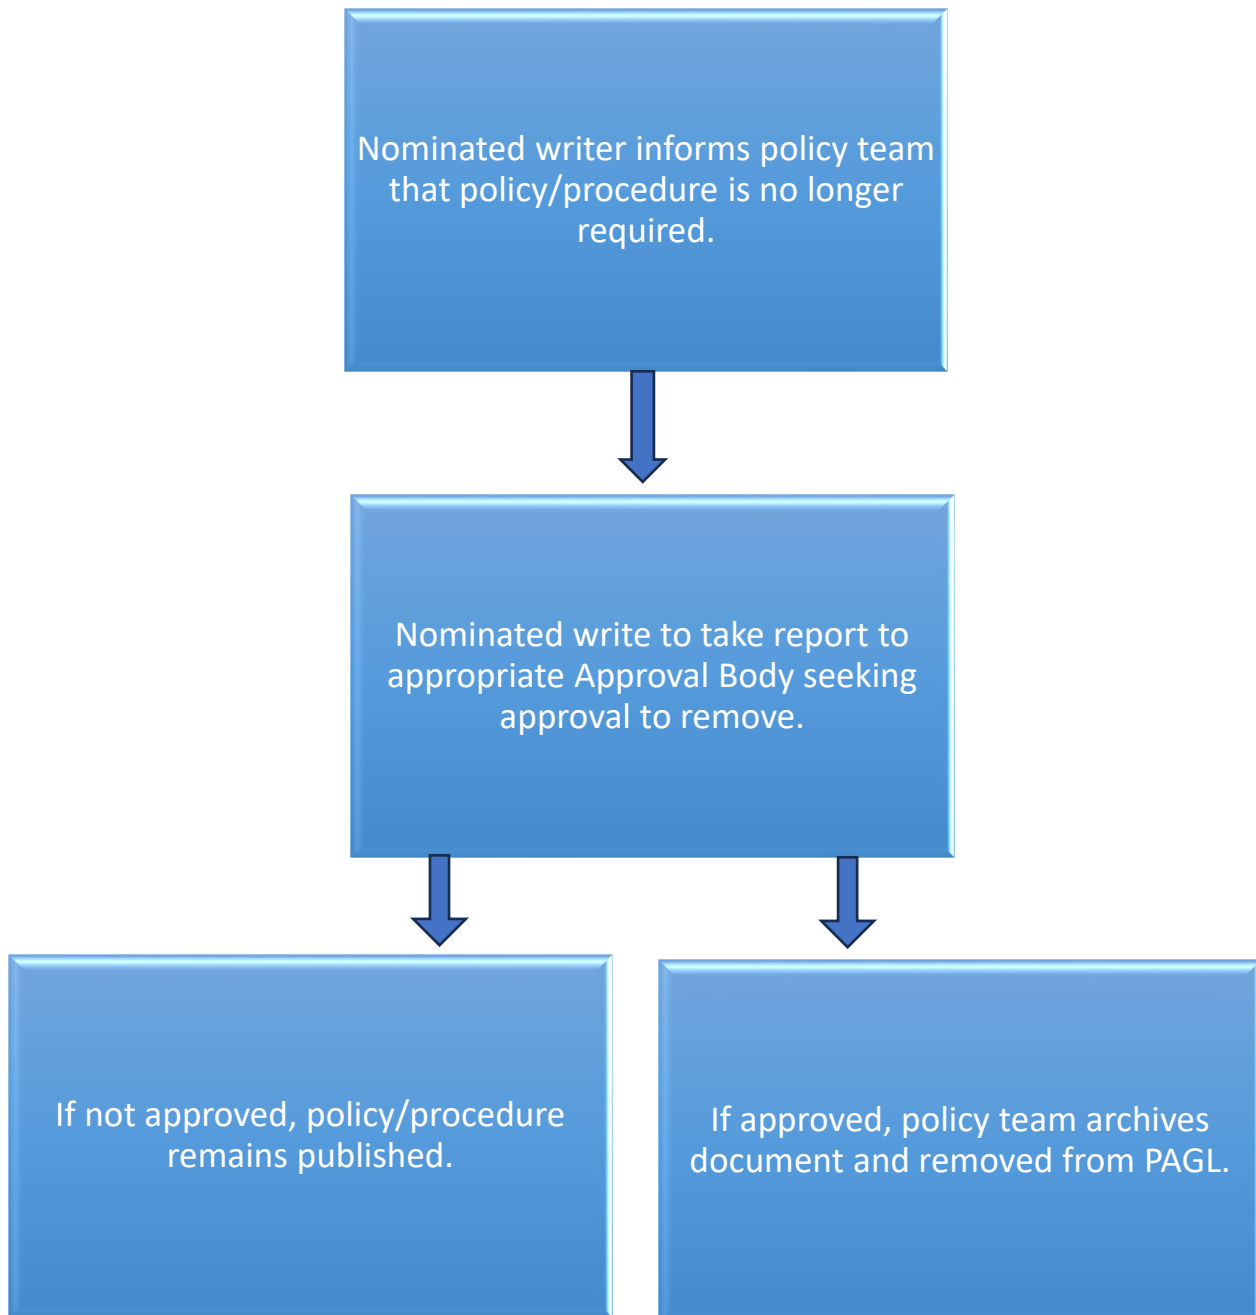 Nominated writer informs policy team
that policy/procedure is no longer
required.
Nominated write to take report to
appropriate Approval Body seeking
approval to remove.
If not approved, policy/procedure
remains published.
If approved, policy team archives
document and removed from PAGL.